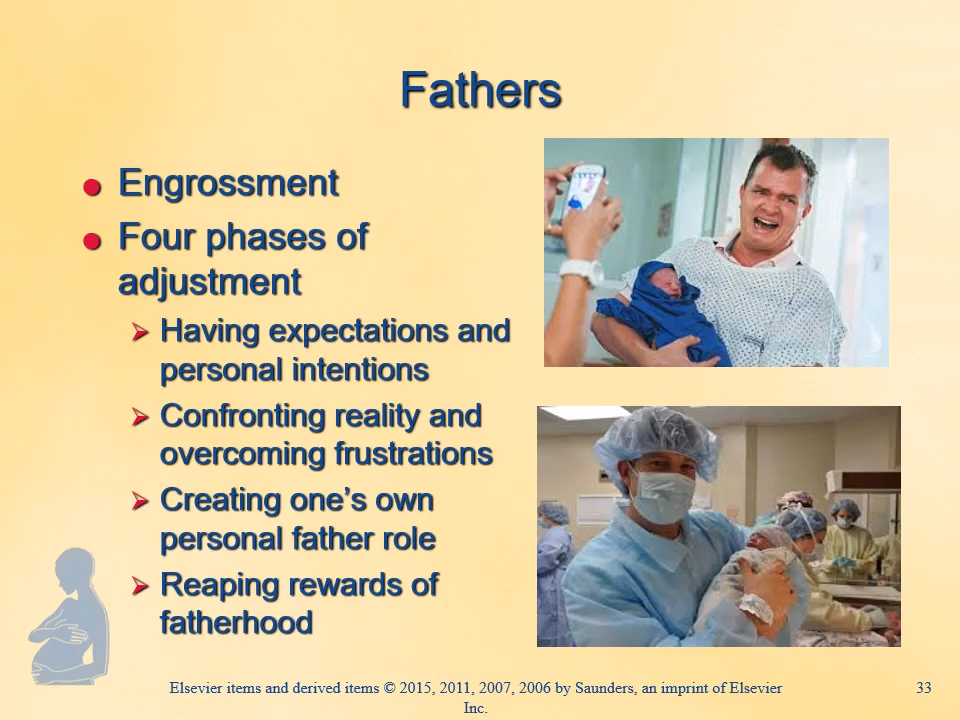 Fathers
Engrossment
Four phases of
adjustment
Having expectations and
personal intentions
Confronting reality and
overcoming frustrations
Creating one’s own
personal father role
Reaping rewards of
fatherhood
Elsevier items and derived items © 2015, 2011, 2007, 2006 by Saunders, an imprint of Elsevier
Inc.
33